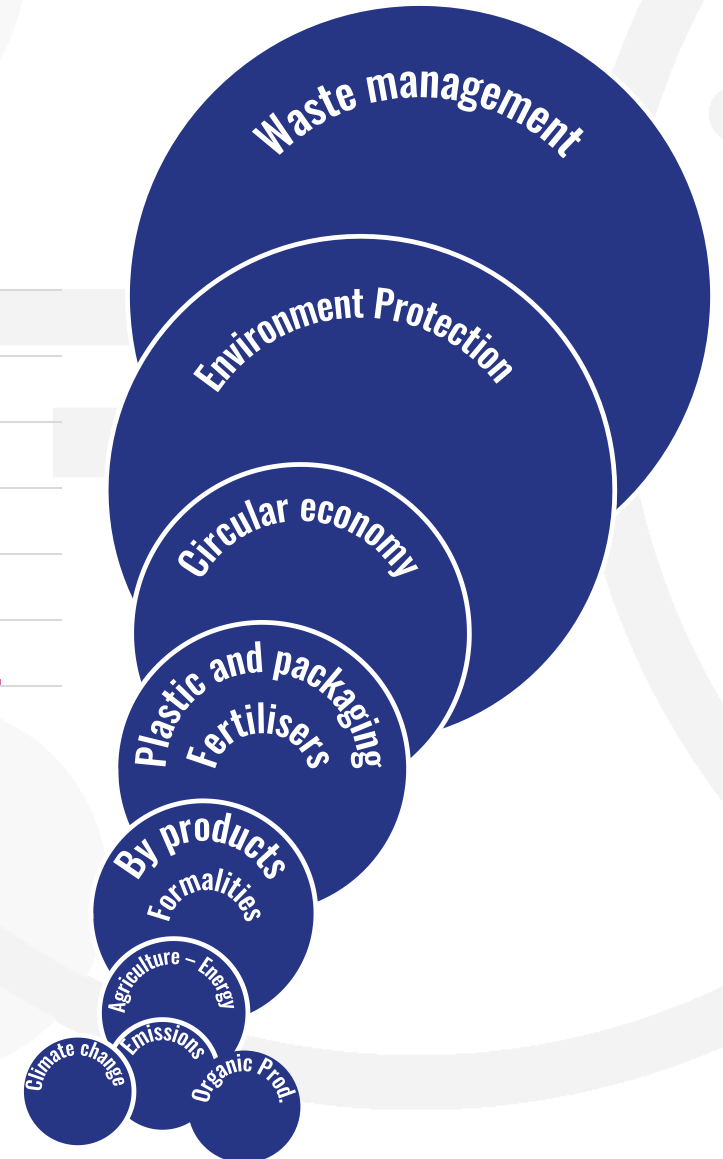 Waste management
Environment Protection
Circular economy
Plastic and packaging
Fertilisers
By products
Formalities
Agriculture – Energy
Emissions
Climate change
Organic Prod.